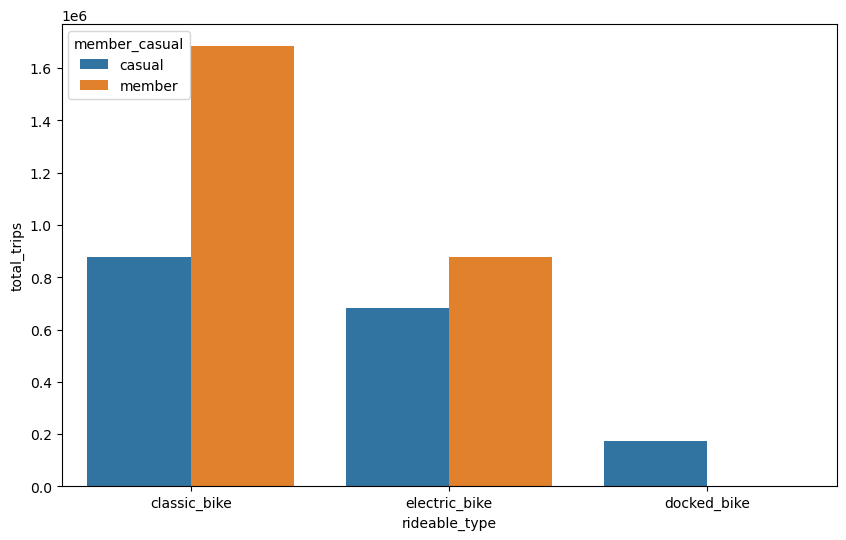 1e6
member_casual
casual
member
1.6
1.4
1.2
1.0
0.8
0.6
0.4
0.2
0.0
total_trips
classic_bike electric_bike docked_bike
rideable_type